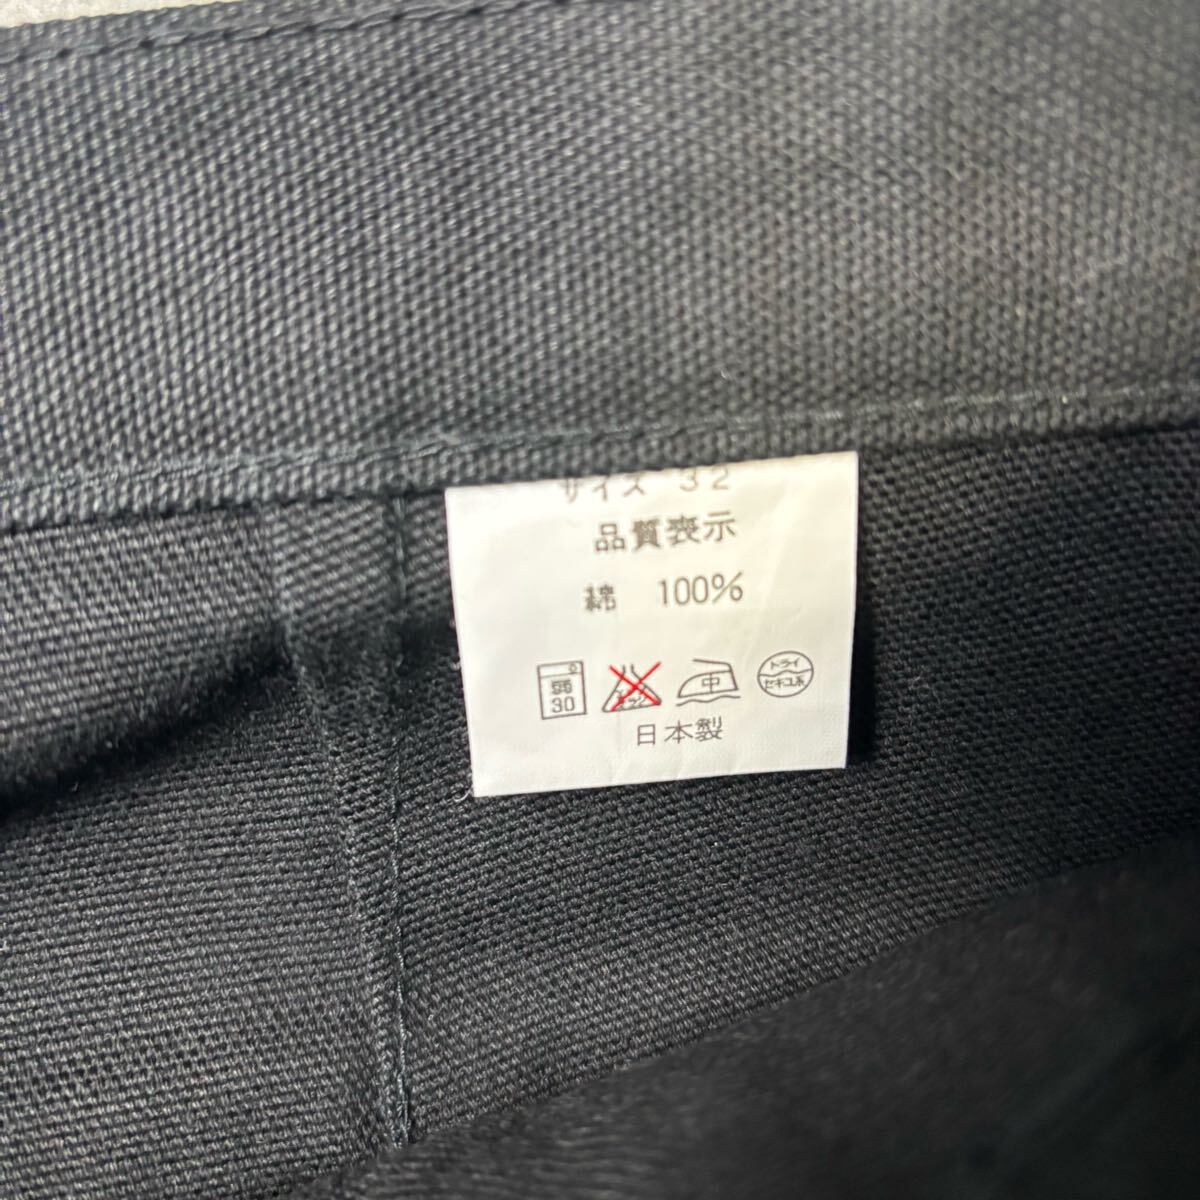 サイズ 32
品質表示
綿 100%
弱 30 中 ドライ セキユ系
日本製